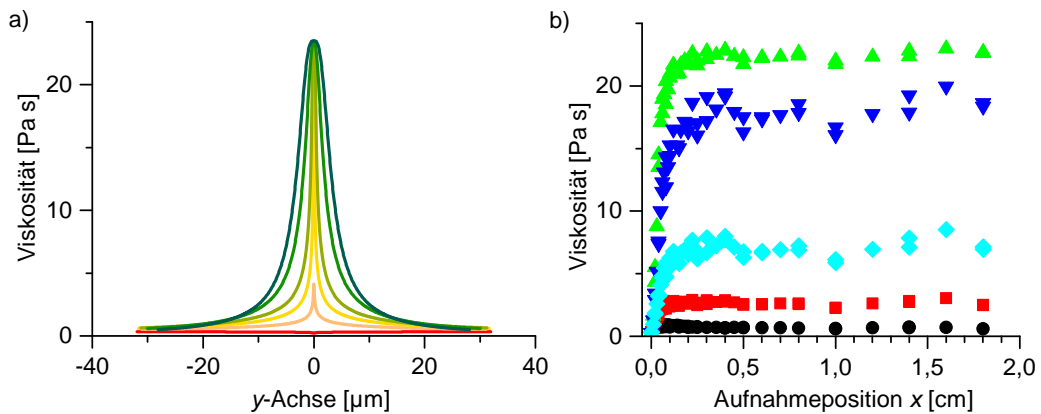 a)
Viskosität [Pa s]
20
10
0
-40
-20
0
20
40
y-Achse [µm]
b)
Viskosität [Pa s]
20
10
0
0,0
0,5
1,0
1,5
2,0
Aufnahmeposition x [cm]